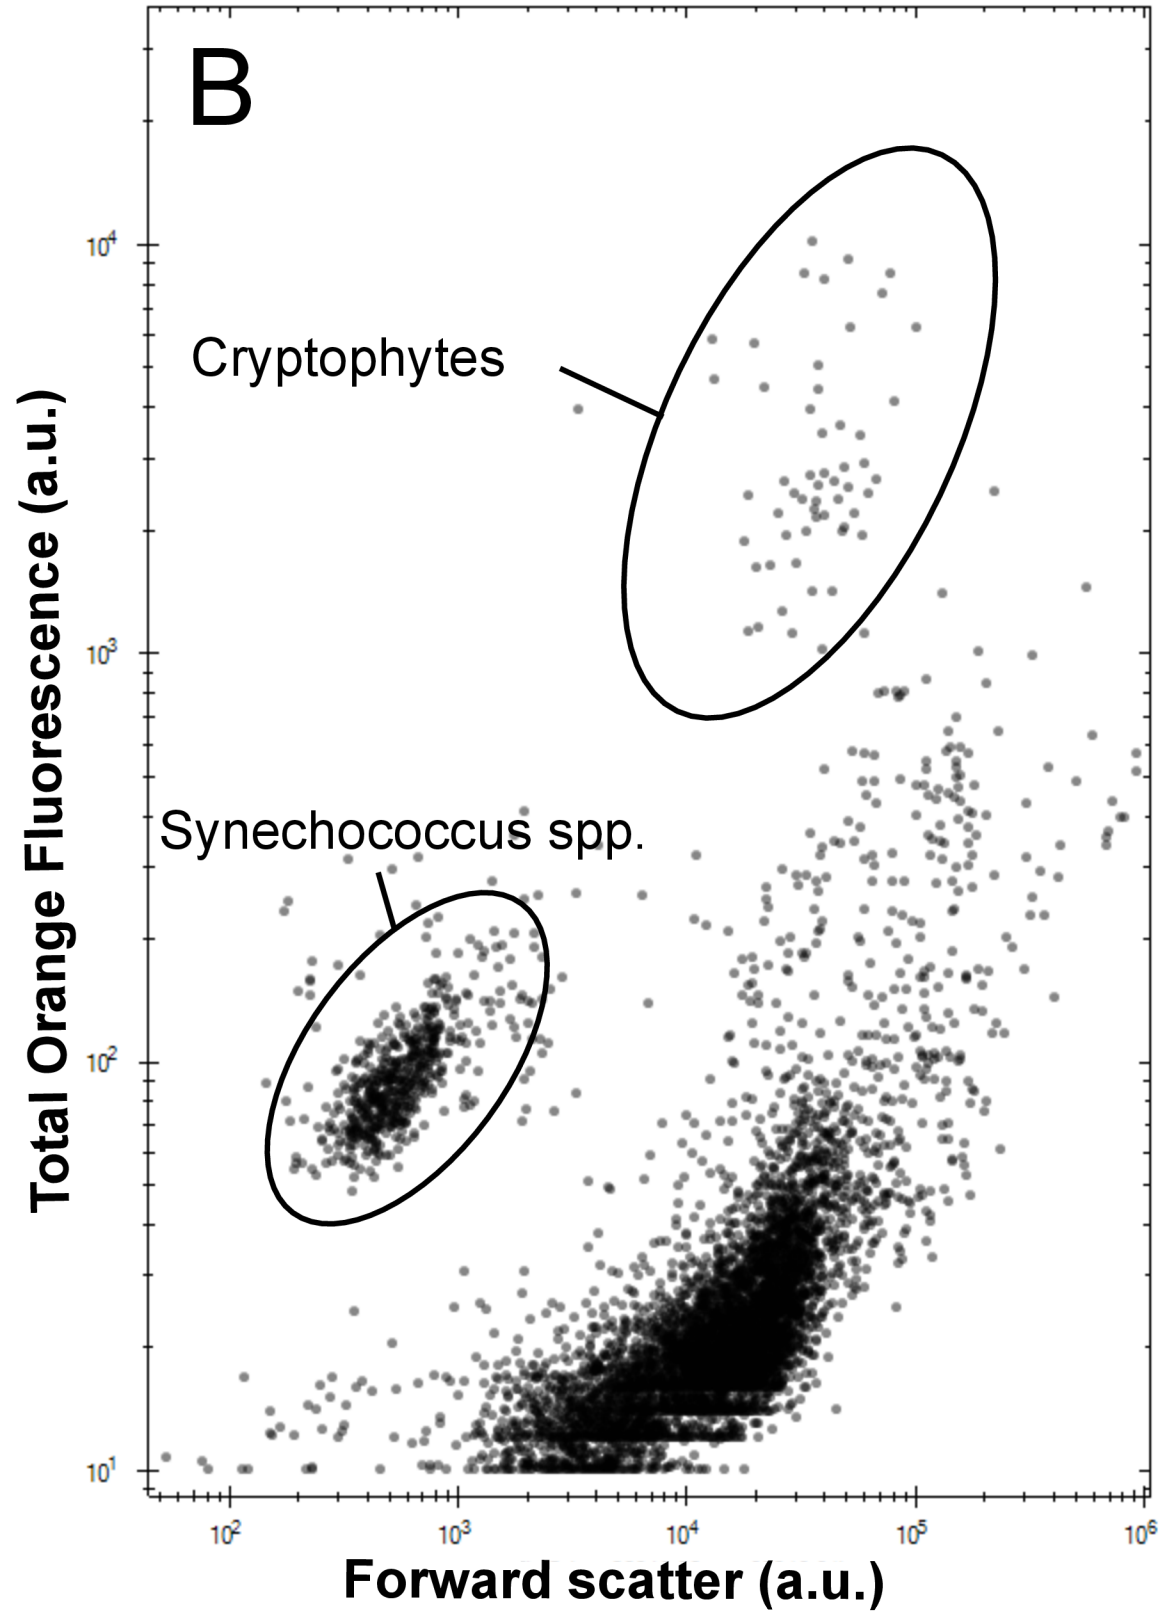 B
10⁴
Cryptophytes
10³
Synechococcus spp.
10²
10¹
Total Orange Fluorescence (a.u.)
10² 10³ 10⁴ 10⁵ 10⁶
Forward scatter (a.u.)